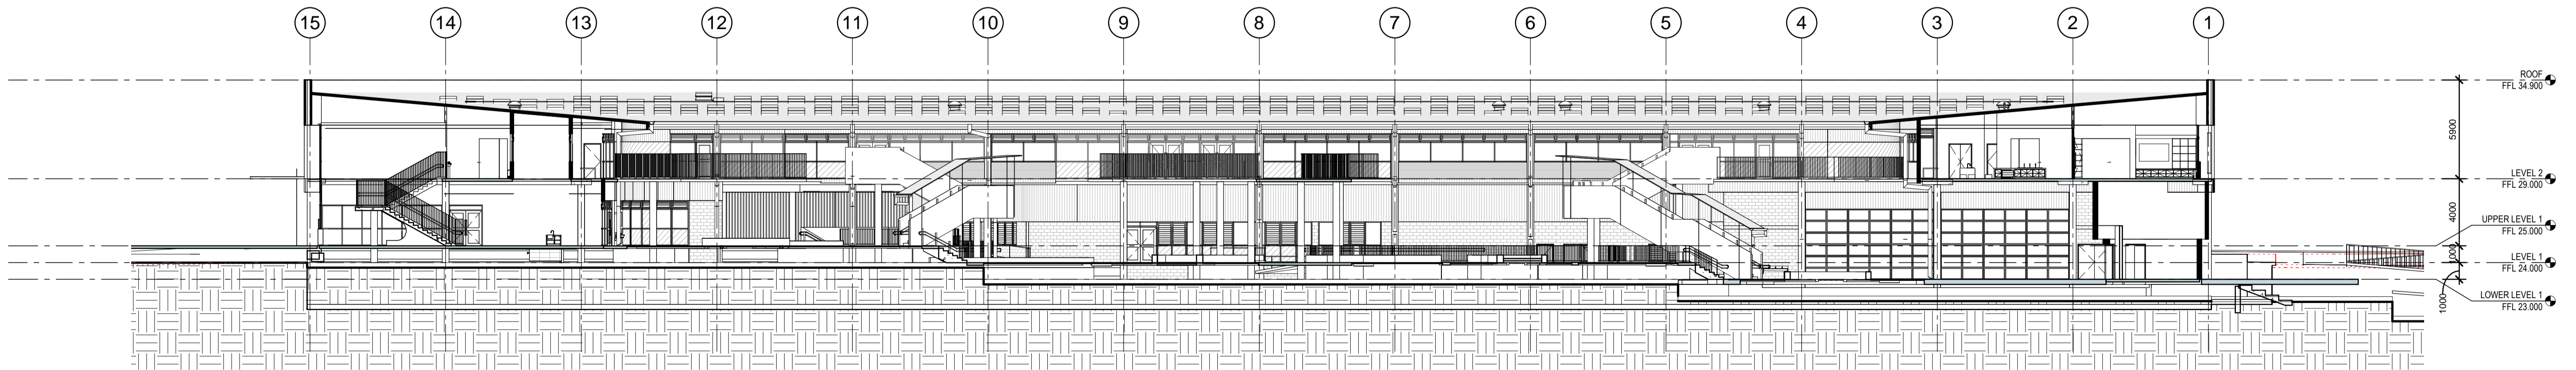 15 14 13 12 11 10 9 8 7 6 5 4 3 2 1
ROOF
FFL 34.900
5900
LEVEL 2
FFL 29.000
4000
UPPER LEVEL 1
FFL 25.000
1000
LEVEL 1
FFL 24.000
1000
LOWER LEVEL 1
FFL 23.000